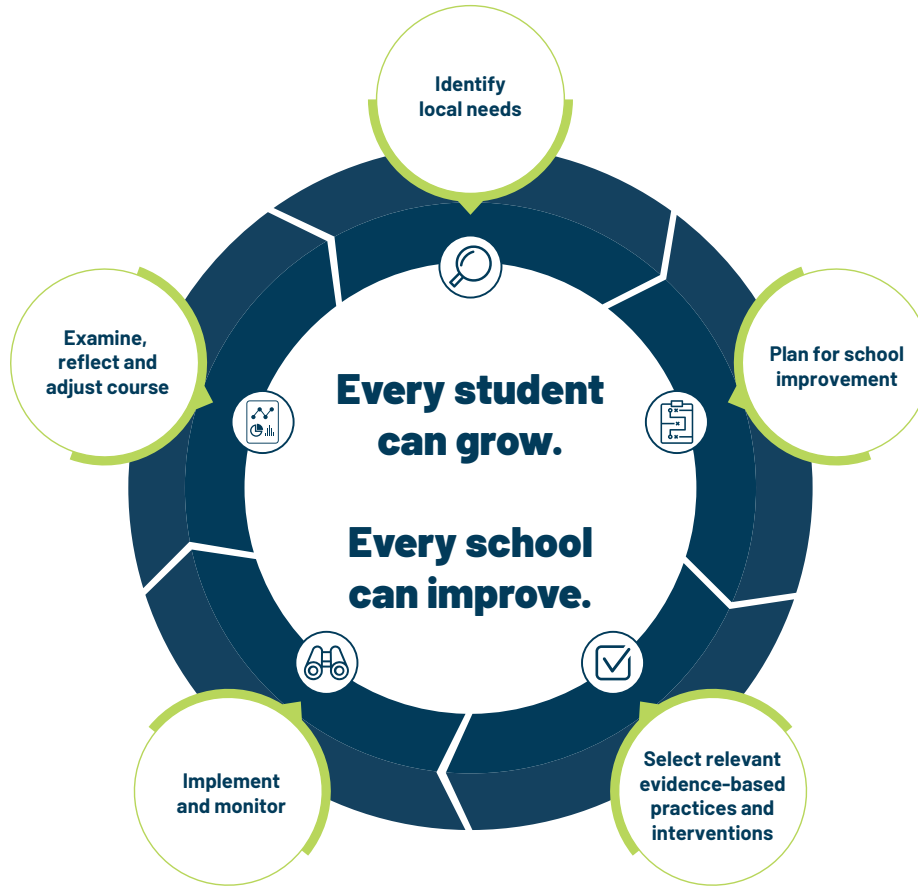 Identify
local needs
Plan for school
improvement
Select relevant
evidence-based
practices and
interventions
Implement
and monitor
Examine,
reflect and
adjust course
Every student
can grow.
Every school
can improve.